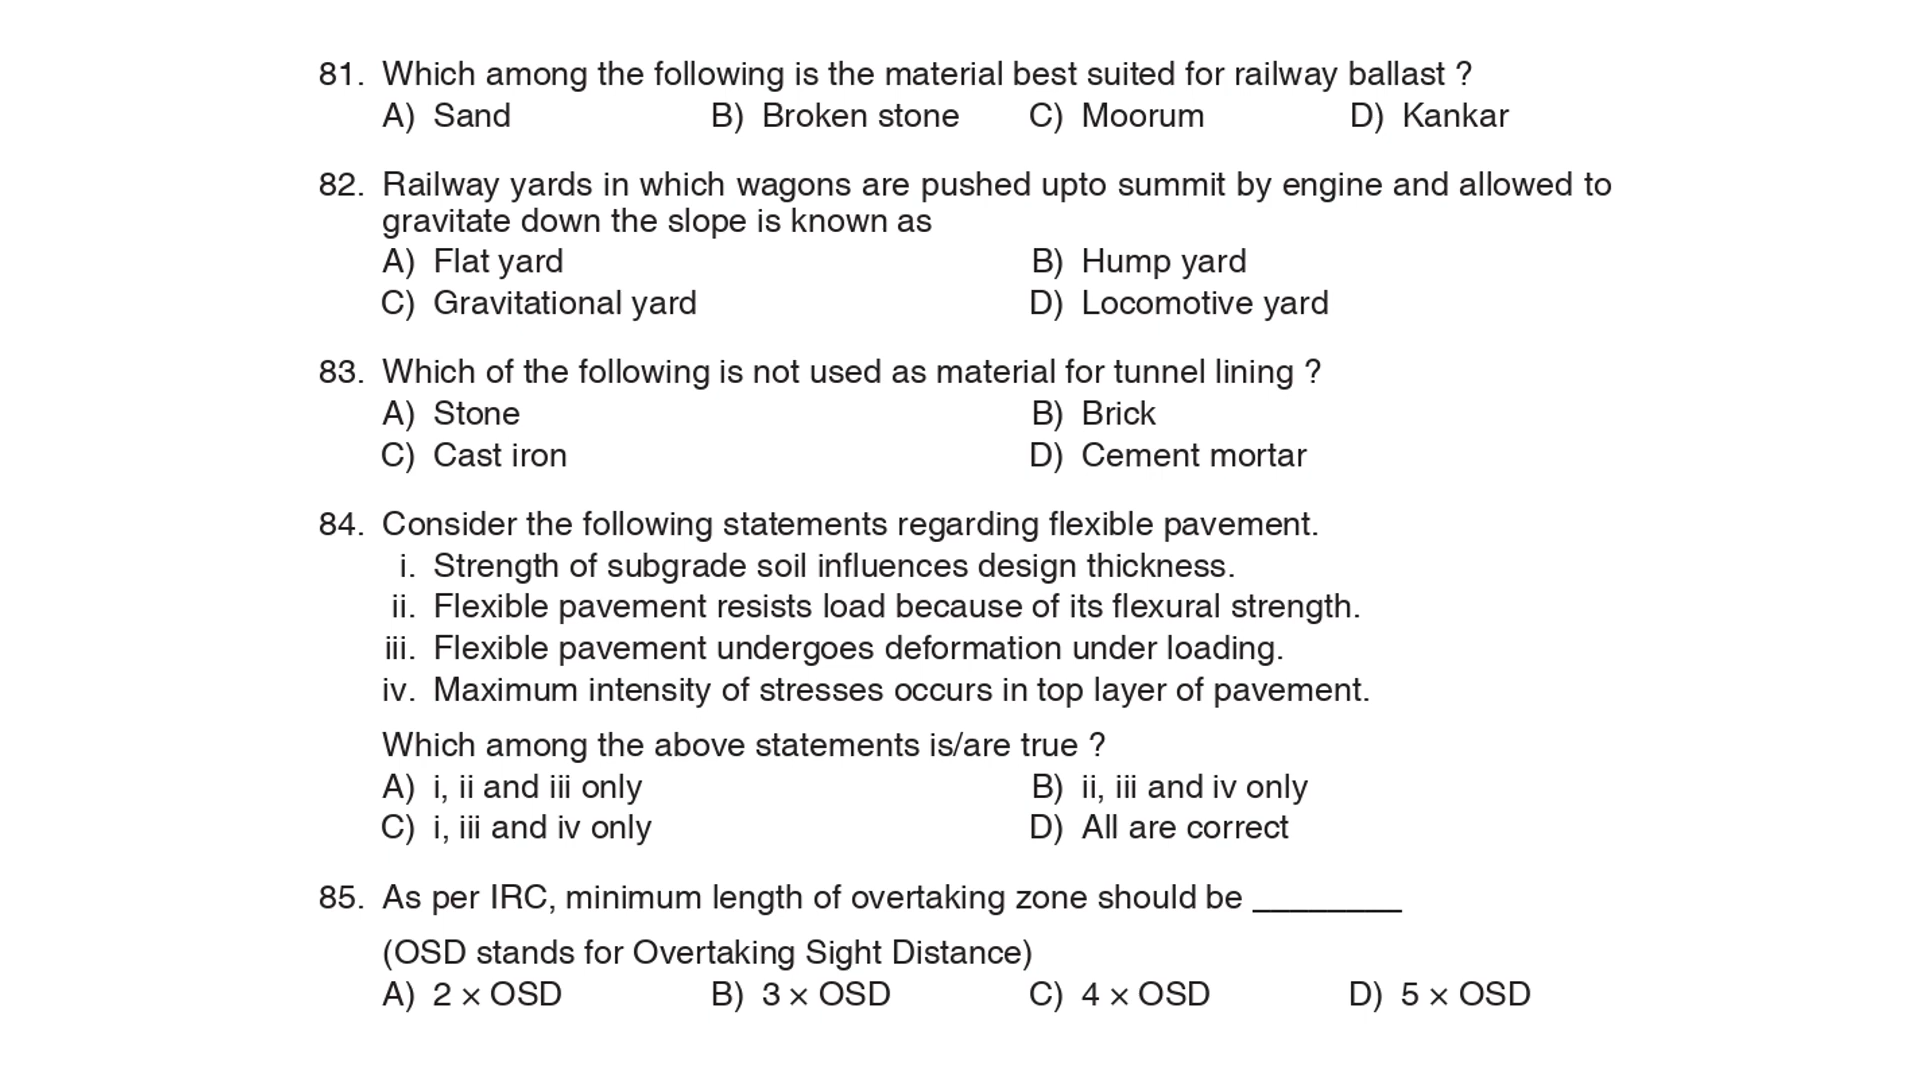 81. Which among the following is the material best suited for railway ballast ?
A) Sand B) Broken stone C) Moorum D) Kankar
82. Railway yards in which wagons are pushed upto summit by engine and allowed to
gravitate down the slope is known as
A) Flat yard B) Hump yard
C) Gravitational yard D) Locomotive yard
83. Which of the following is not used as material for tunnel lining ?
A) Stone B) Brick
C) Cast iron D) Cement mortar
84. Consider the following statements regarding flexible pavement.
i. Strength of subgrade soil influences design thickness.
ii. Flexible pavement resists load because of its flexural strength.
iii. Flexible pavement undergoes deformation under loading.
iv. Maximum intensity of stresses occurs in top layer of pavement.
Which among the above statements is/are true ?
A) i, ii and iii only B) ii, iii and iv only
C) i, iii and iv only D) All are correct
85. As per IRC, minimum length of overtaking zone should be ________
(OSD stands for Overtaking Sight Distance)
A) 2 × OSD B) 3 × OSD C) 4 × OSD D) 5 × OSD